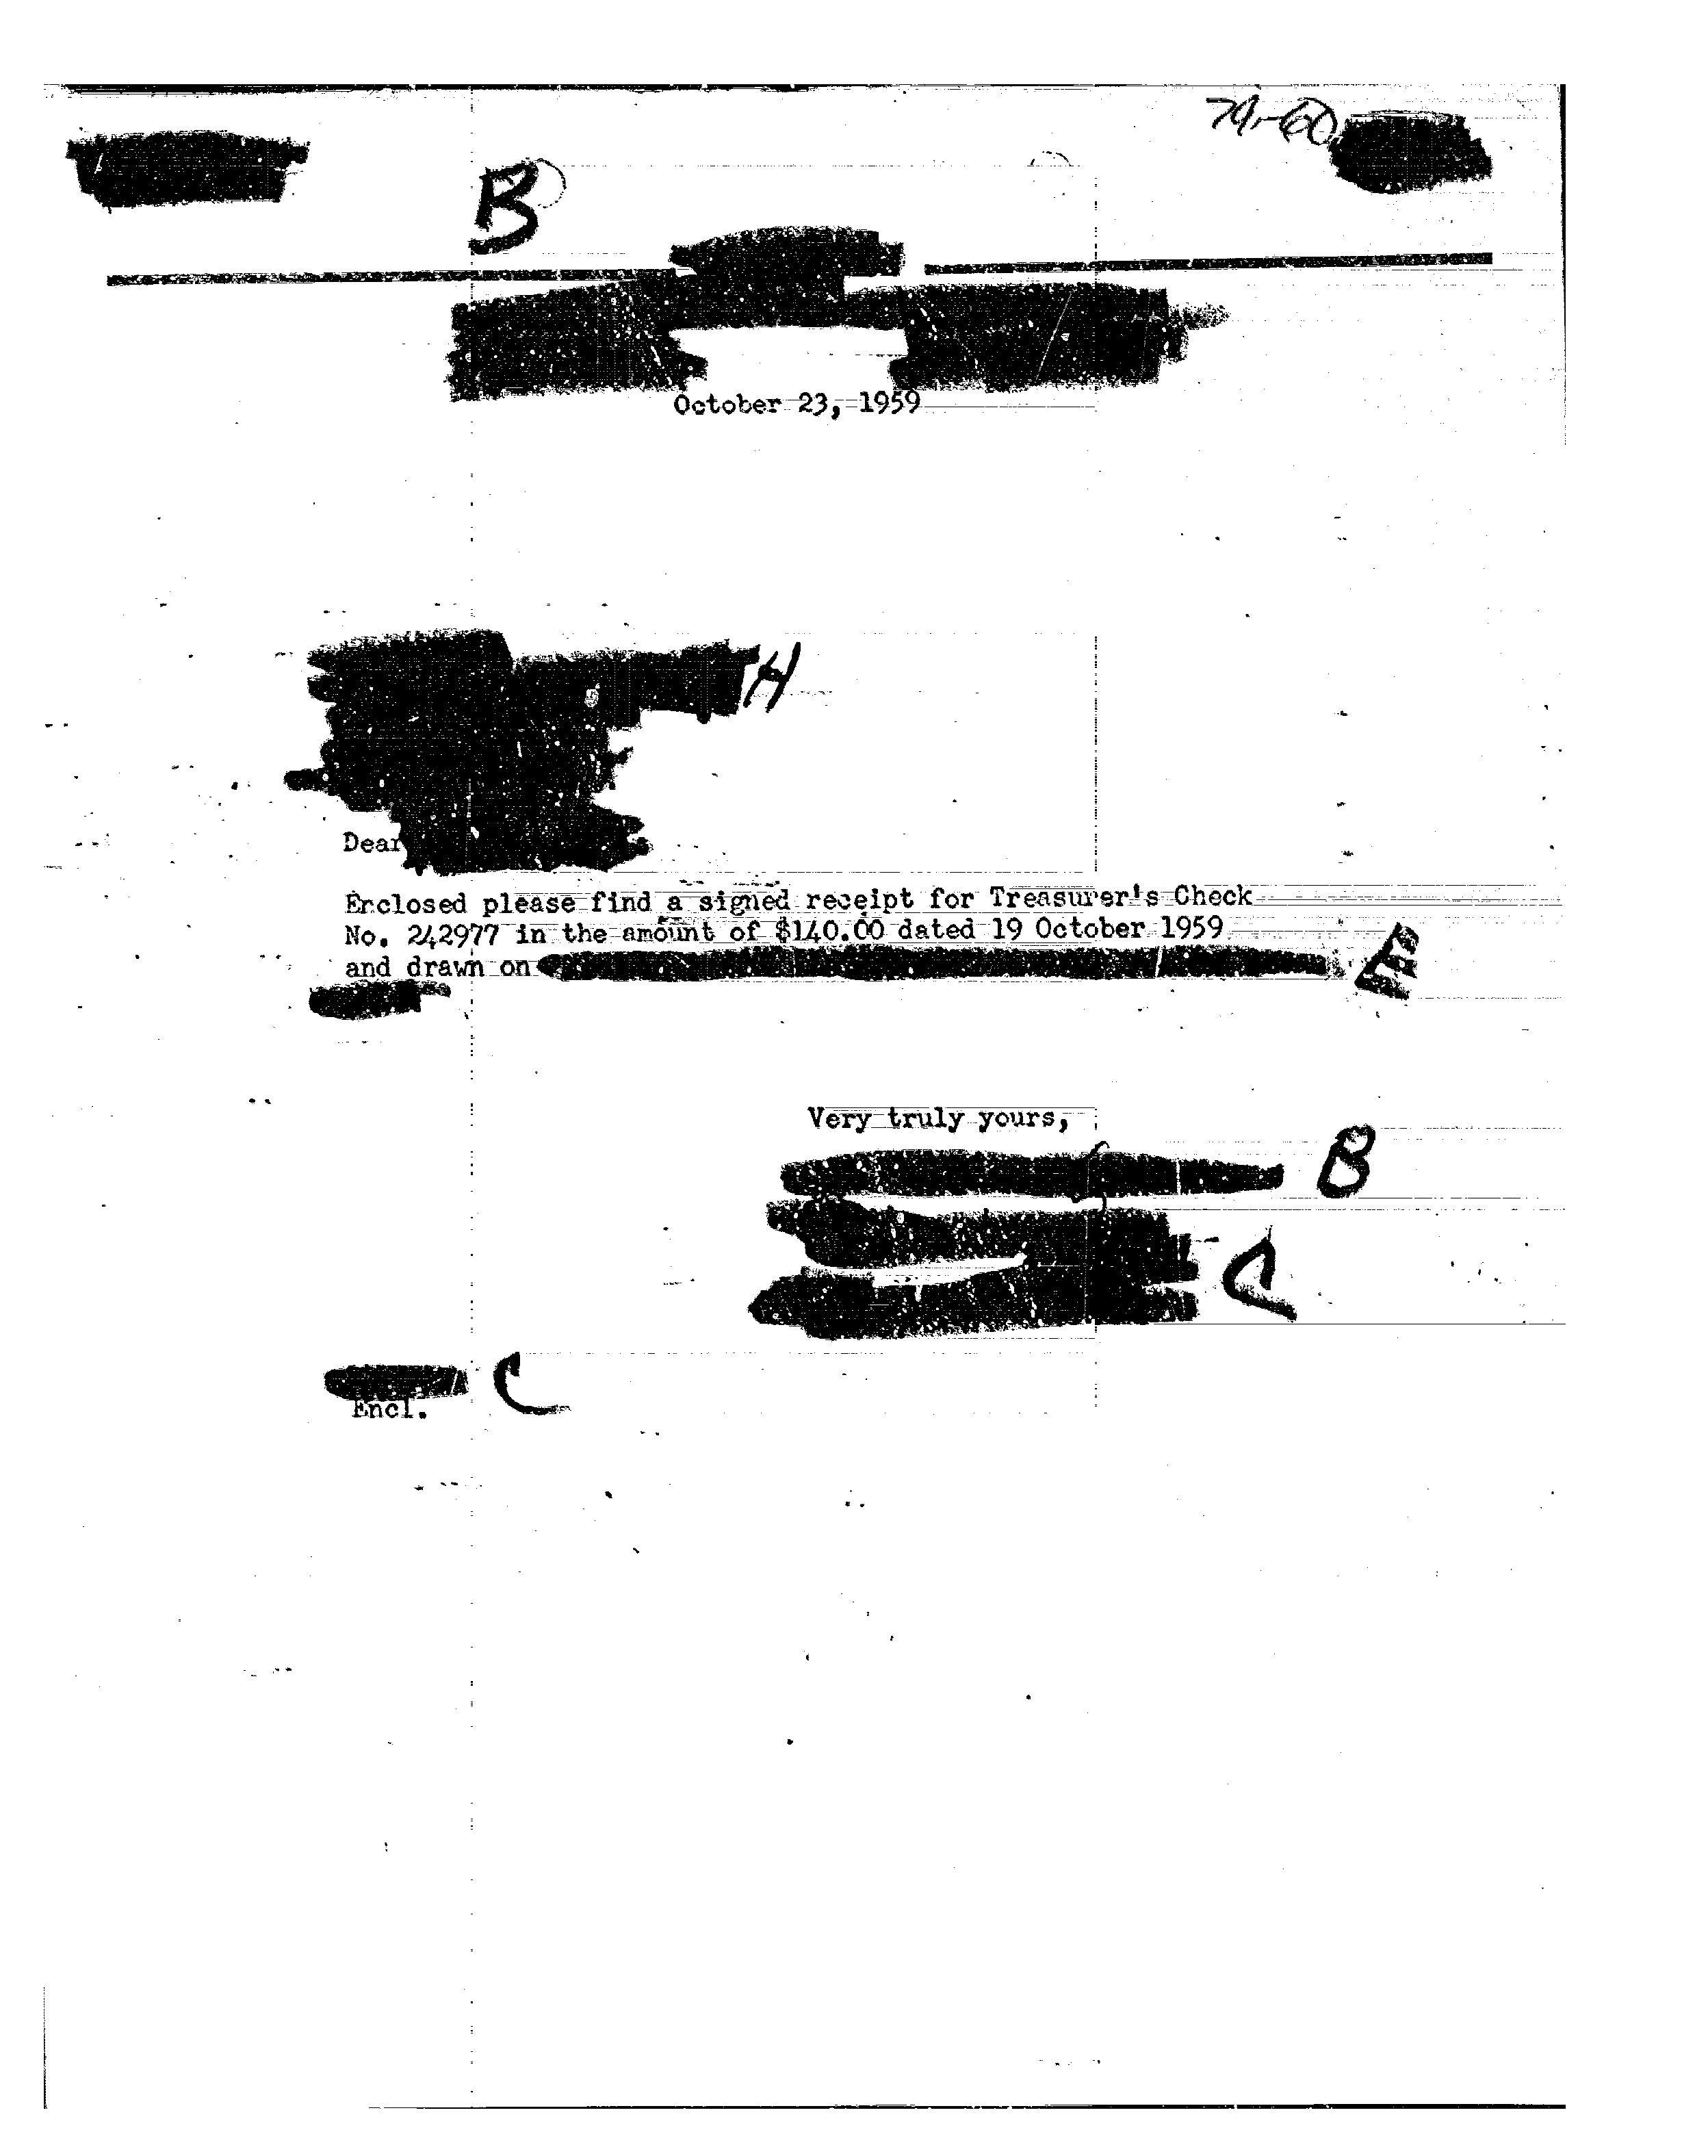 74-60
B
October 23, 1959
H
Dear
Enclosed please find a signed receipt for Treasurer's Check
No. 242977 in the amount of $140.00 dated 19 October 1959
and drawn on
Very truly yours,
B
C
C
Encl.